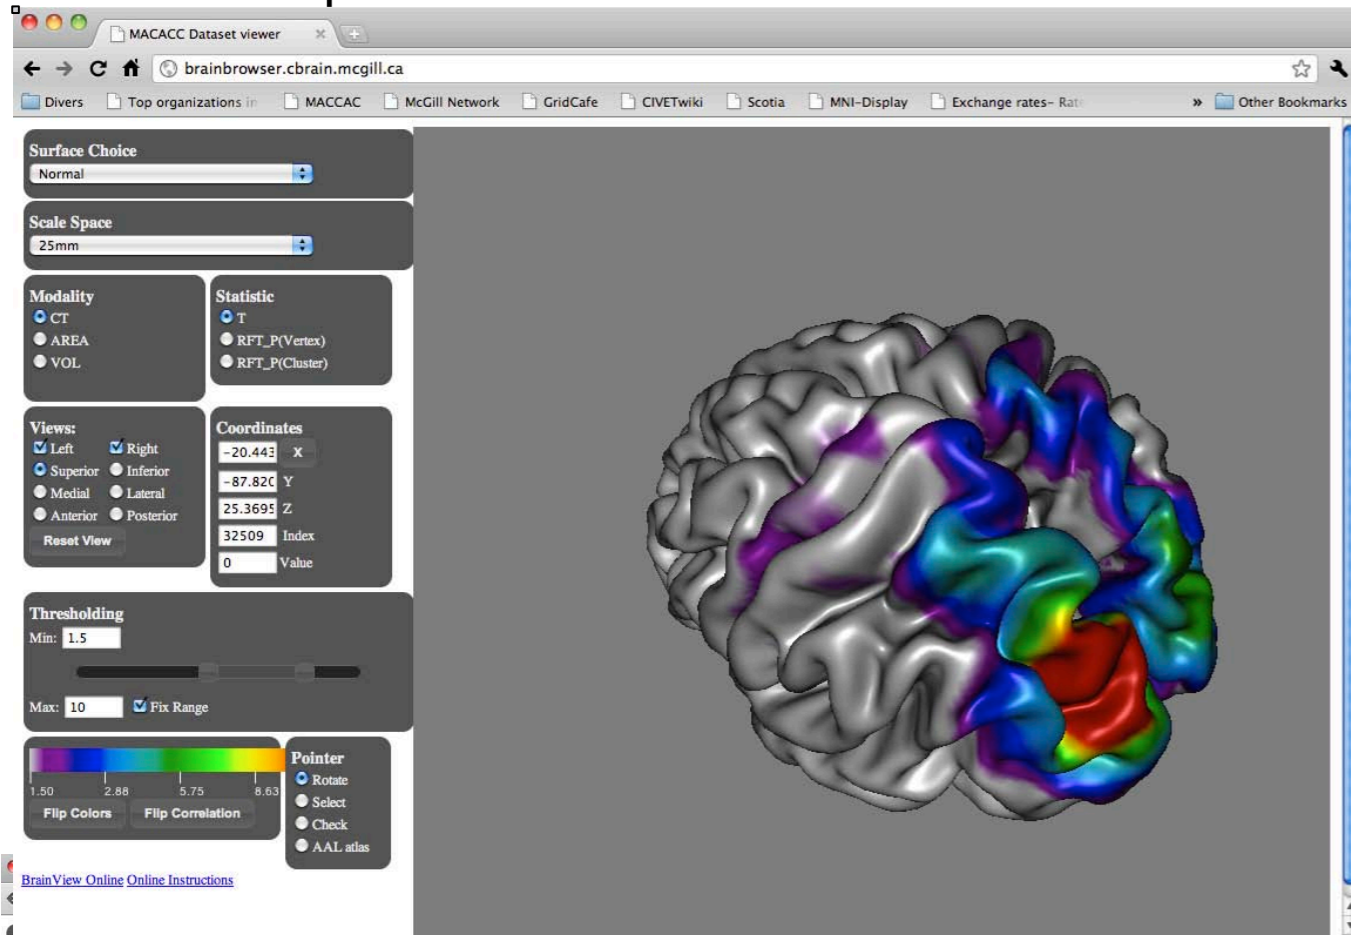 MACACC Dataset viewer
brainbrowser.cbrain.mcgill.ca
Divers Top organizations in MACCAC McGill Network GridCafe CIVETwiki Scotia MNI-Display Exchange rates- Rate » Other Bookmarks
Surface Choice
Normal
Scale Space
25mm
Modality
CT
AREA
VOL
Statistic
T
RFT_P(Vertex)
RFT_P(Cluster)
Views:
Left Right
Superior Inferior
Medial Lateral
Anterior Posterior
Reset View
Coordinates
-20.443 X
-87.820 Y
25.3695 Z
32509 Index
0 Value
Thresholding
Min: 1.5
Max: 10 Fix Range
1.50 2.88 5.75 8.63
Flip Colors Flip Correlation
Pointer
Rotate
Select
Check
AAL atlas
BrainView Online Online Instructions